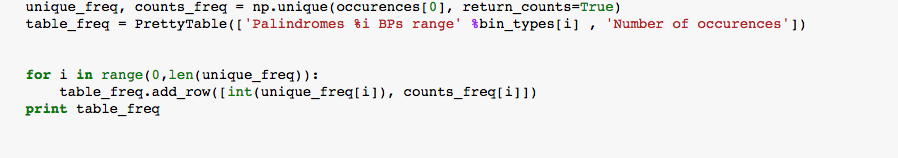 unique_freq, counts_freq = np.unique(occurences[0], return_counts=True)
table_freq = PrettyTable(['Palindromes %i BPs range' %bin_types[i] , 'Number of occurences'])
for i in range(0,len(unique_freq)):
    table_freq.add_row([int(unique_freq[i]), counts_freq[i]])
print table_freq